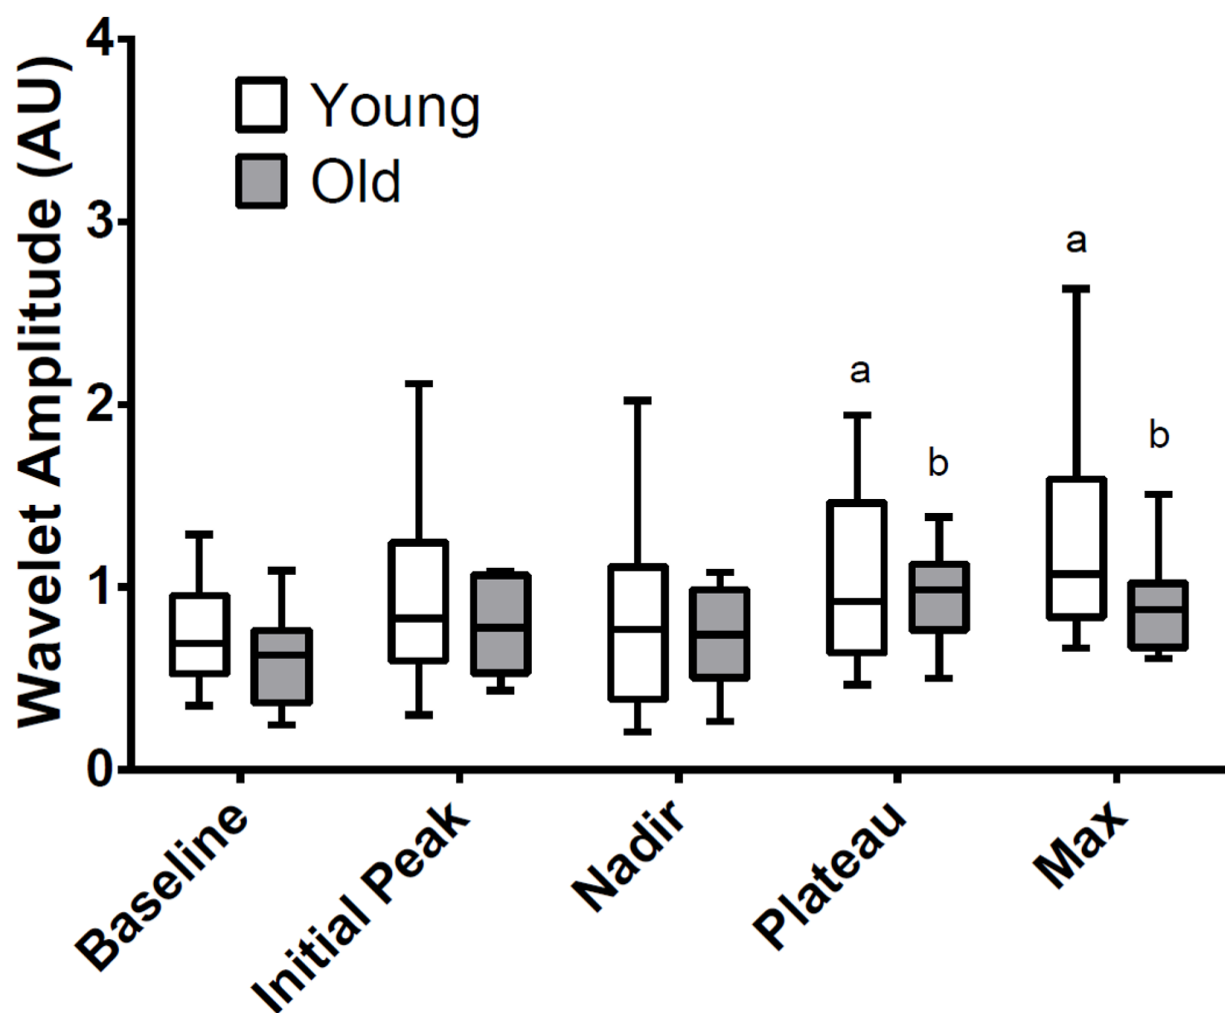 Wavelet Amplitude (AU)
4
3
2
1
0
Young
Old
a
b
a
b
Baseline
Initial Peak
Nadir
Plateau
Max